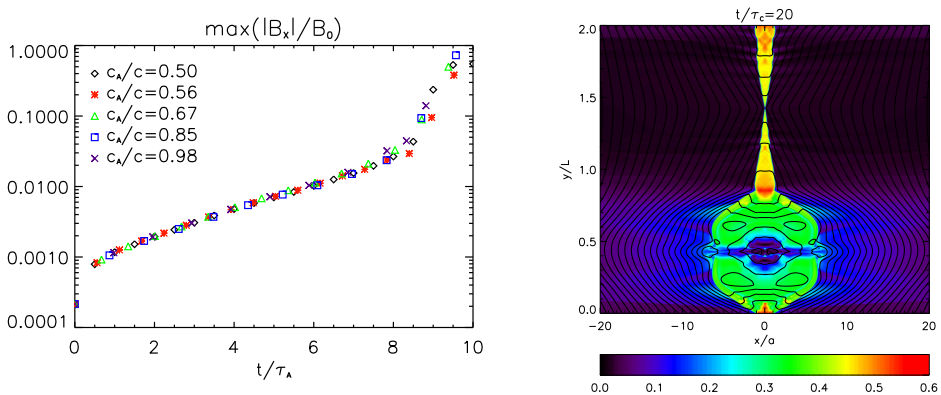 max(|Bx|/B0)
1.0000
0.1000
0.0100
0.0010
0.0001
cA/c=0.50
cA/c=0.56
cA/c=0.67
cA/c=0.85
cA/c=0.98
0 2 4 6 8 10
t/τA
t/τc=20
2.0
1.5
1.0
0.5
0.0
y/L
−20 −10 0 10 20
x/a
0.0 0.1 0.2 0.3 0.4 0.5 0.6